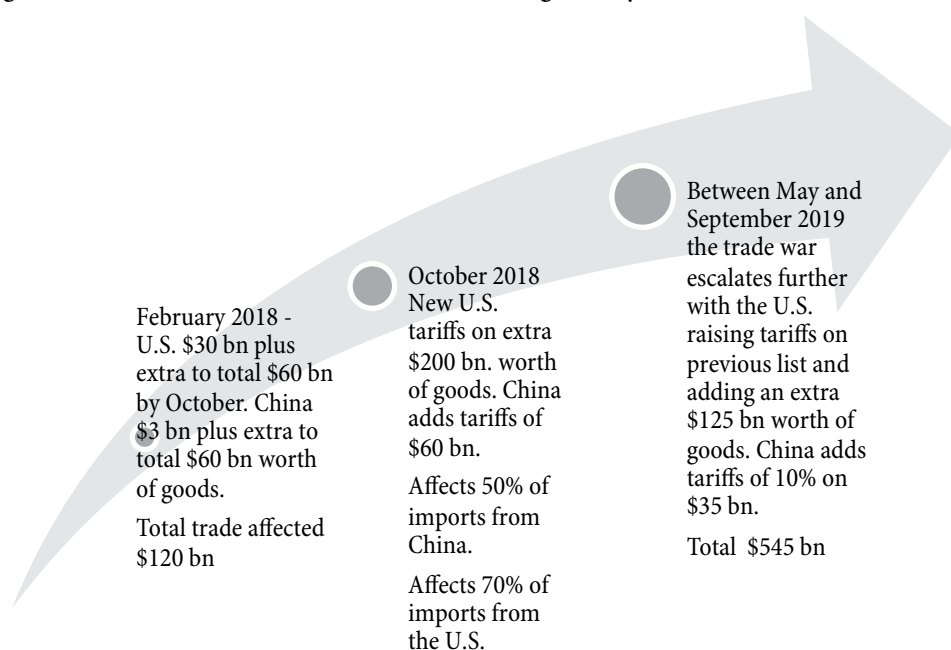 February 2018 -
U.S. $30 bn plus
extra to total $60 bn
by October. China
$3 bn plus extra to
total $60 bn worth
of goods.
Total trade affected
$120 bn
October 2018
New U.S.
tariffs on extra
$200 bn. worth
of goods. China
adds tariffs of
$60 bn.
Affects 50% of
imports from
China.
Affects 70% of
imports from
the U.S.
Between May and
September 2019
the trade war
escalates further
with the U.S.
raising tariffs on
previous list and
adding an extra
$125 bn worth of
goods. China adds
tariffs of 10% on
$35 bn.
Total $545 bn